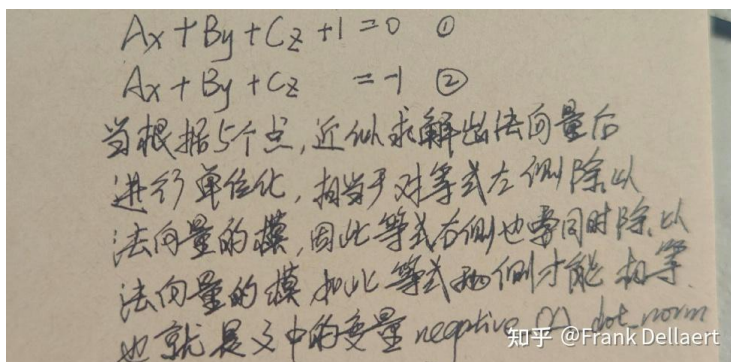 Ax+By+Cz+1=0 ①
Ax+By+Cz =-1 ②
当根据5个点,近似求解出法向量后
进行单位化,相当于对等式左侧除以
法向量的模,因此等式右侧也要同时除以
法向量的模 如此等式两侧才能相等.
也就是文中的变量 negative_OA_dot_norm
知乎 @Frank Dellaert